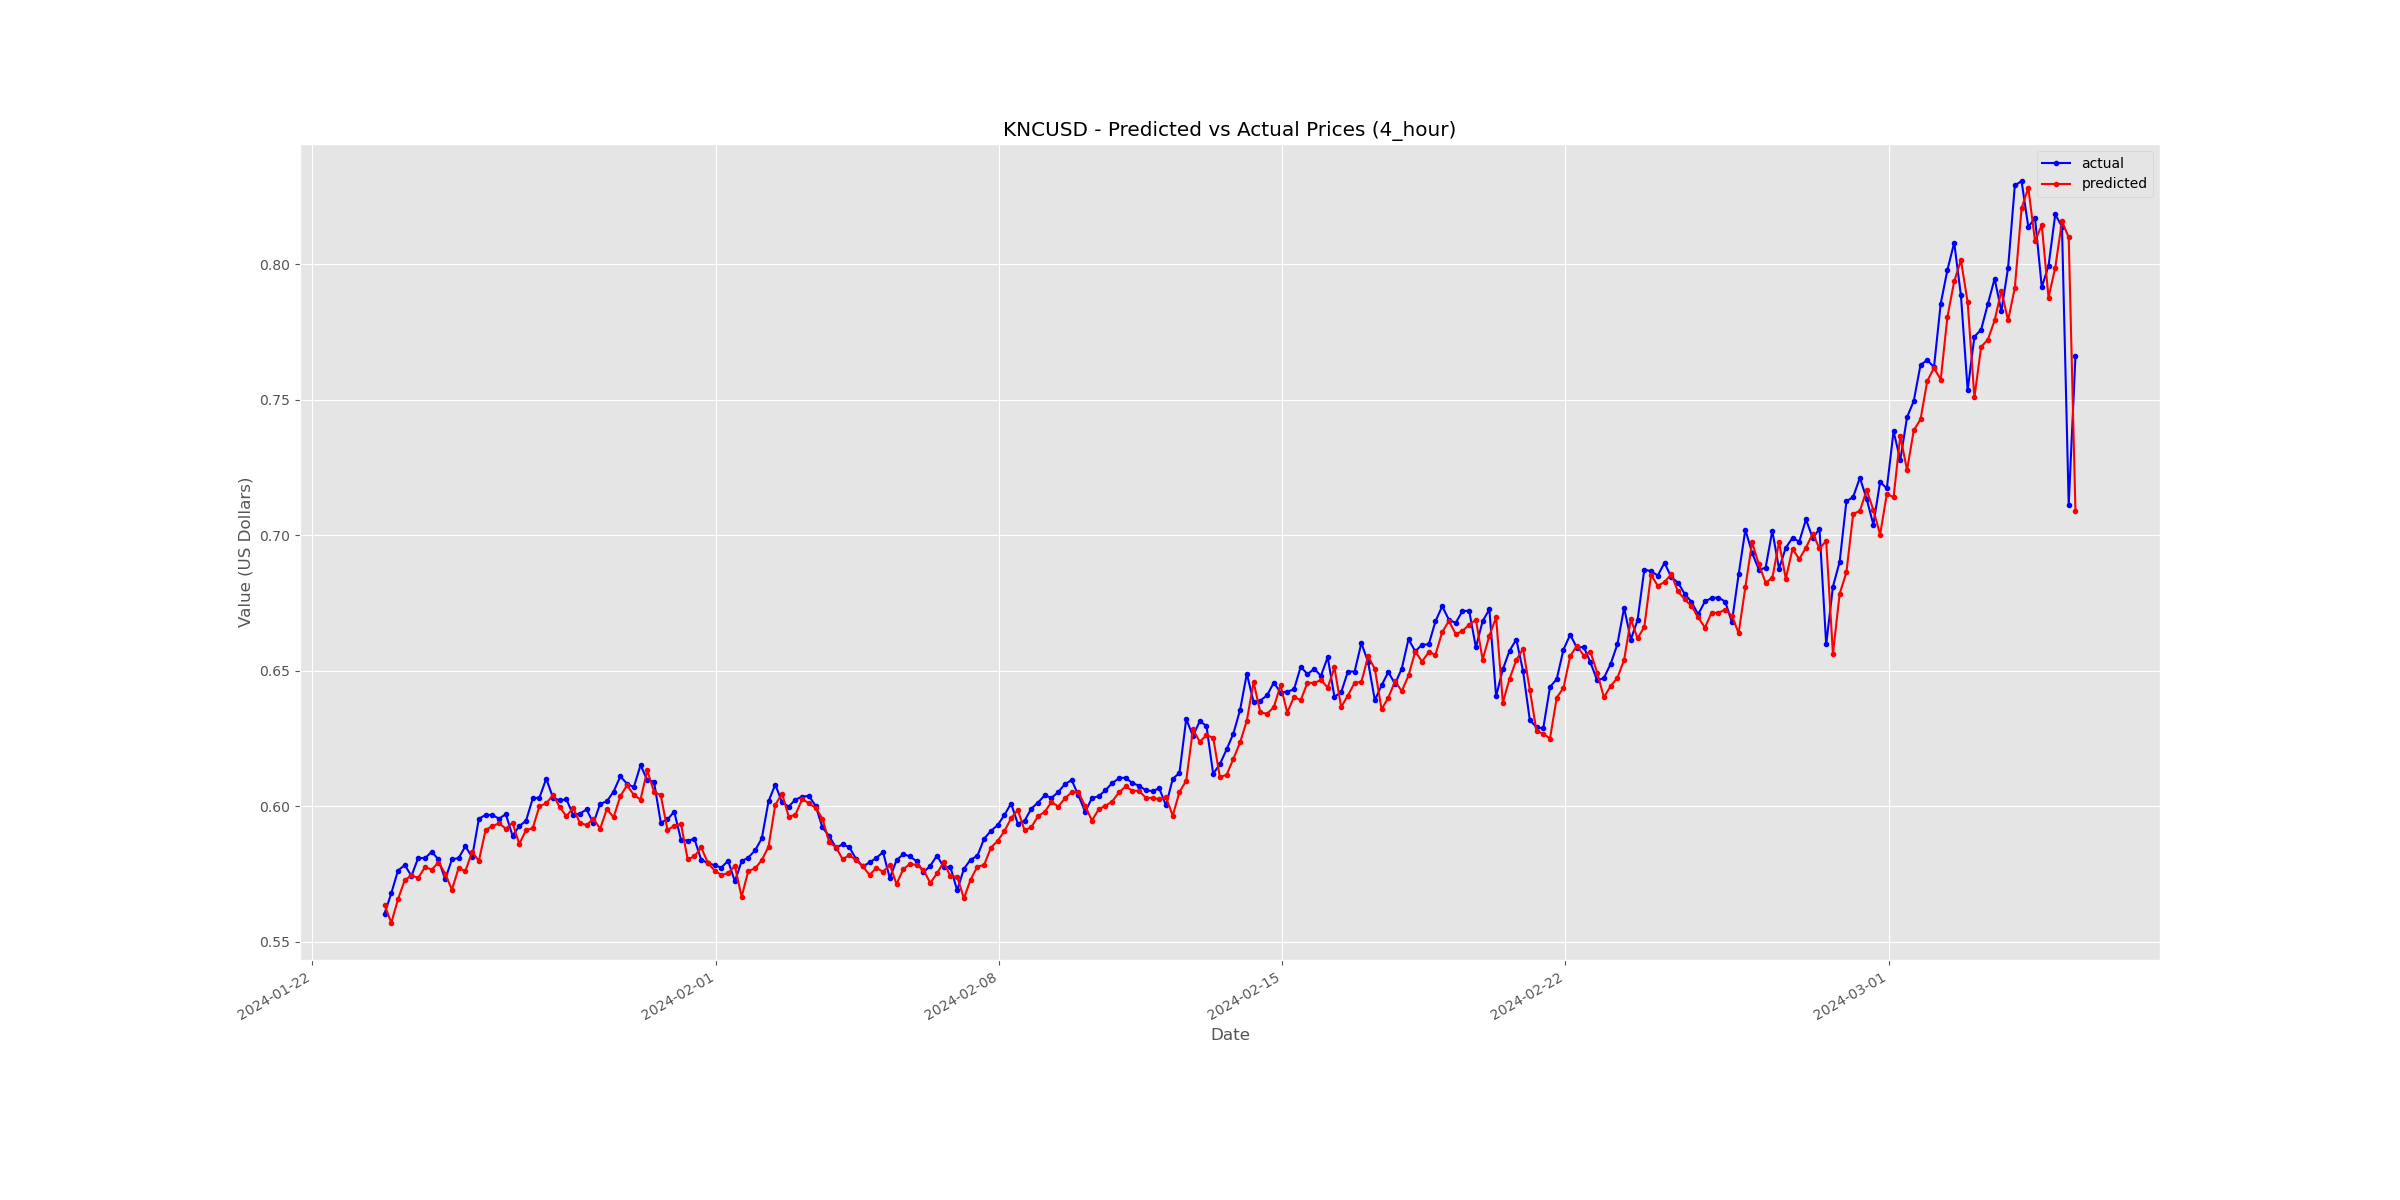 KNCUSD - Predicted vs Actual Prices (4_hour)
actual
predicted
Value (US Dollars)
0.80
0.75
0.70
0.65
0.60
0.55
2024-01-22
2024-02-01
2024-02-08
2024-02-15
2024-02-22
2024-03-01
Date